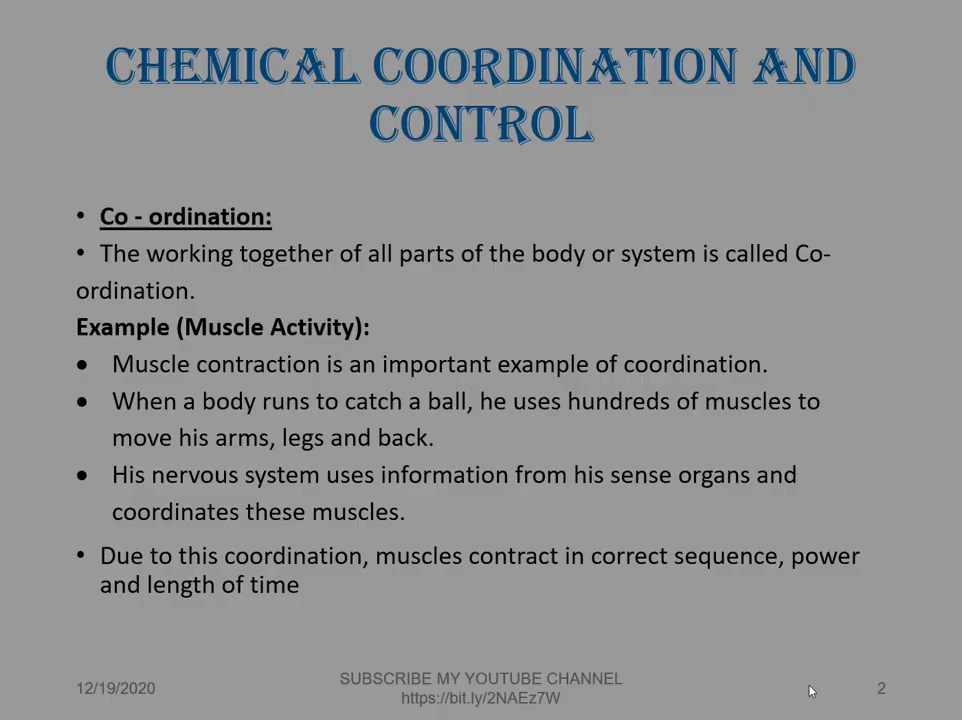 CHEMICAL COORDINATION AND
CONTROL
• Co - ordination:
• The working together of all parts of the body or system is called Co-
ordination.
Example (Muscle Activity):
• Muscle contraction is an important example of coordination.
• When a body runs to catch a ball, he uses hundreds of muscles to
move his arms, legs and back.
• His nervous system uses information from his sense organs and
coordinates these muscles.
• Due to this coordination, muscles contract in correct sequence, power
and length of time
12/19/2020
SUBSCRIBE MY YOUTUBE CHANNEL
https://bit.ly/2NAEz7W
2